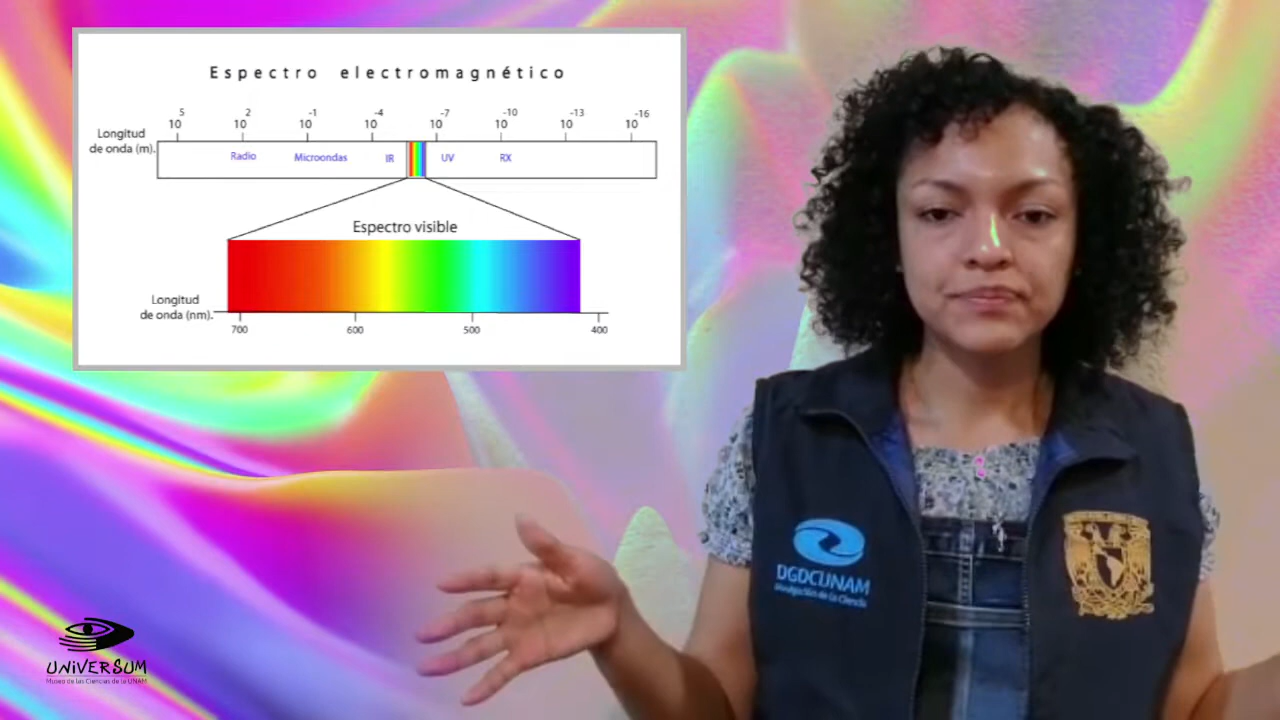 Espectro electromagnético
10 5 10 2 10 -1 10 -4 10 -7 10 -10 10 -13 10 -16
Longitud
de onda (m).
Radio Microondas IR UV RX
Espectro visible
Longitud
de onda (nm).
700 600 500 400
DGDCUNAM
Divulgación de la Ciencia
UNiVERSUM
Museo de las Ciencias de la UNAM